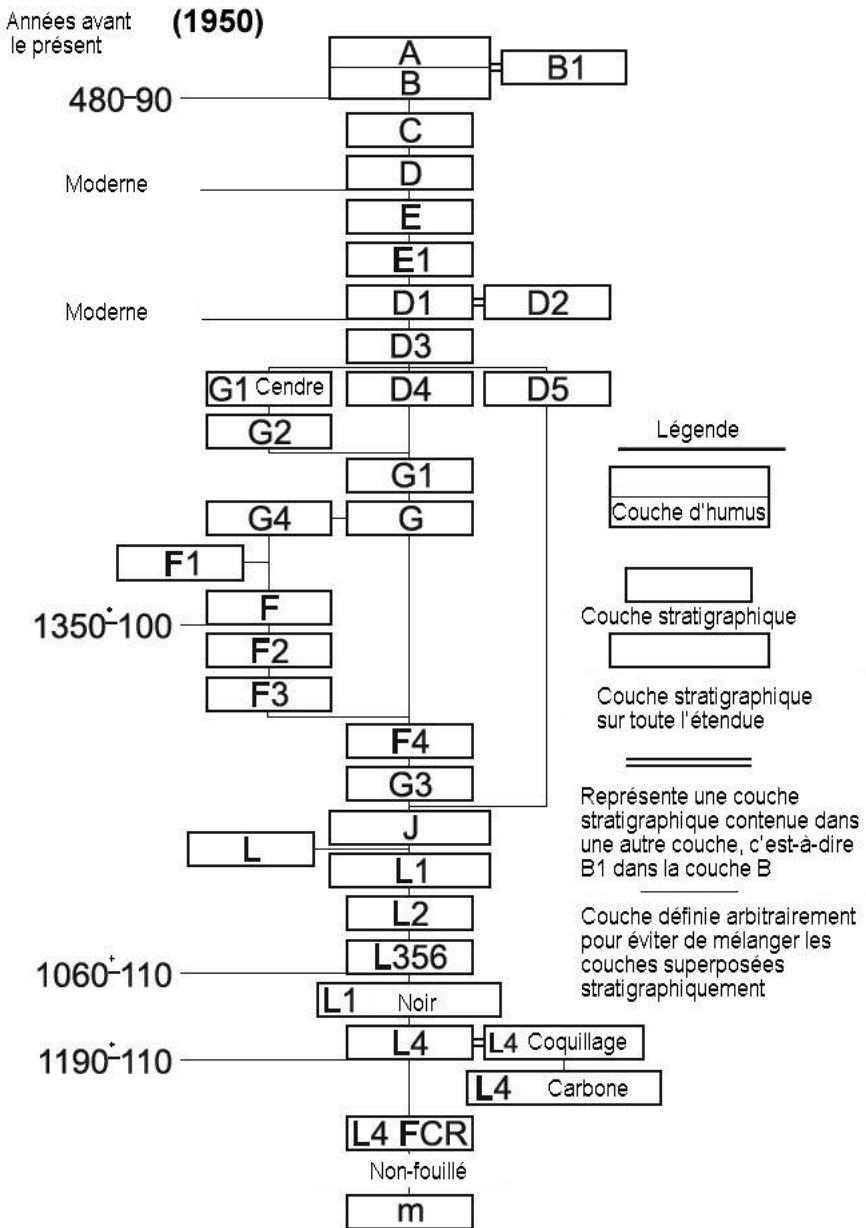 Années avant (1950)
le présent
A
B
B1
480±90
C
D
Moderne
E
E1
D1
D2
Moderne
D3
G1 Cendre
D4
D5
G2
G1
G4
G
F1
F
1350±100
F2
F3
F4
G3
J
L
L1
L2
L356
1060±110
L1 Noir
L4
L4 Coquillage
1190±110
L4 Carbone
L4 FCR
Non-fouillé
m
Légende
Couche d'humus
Couche stratigraphique
Couche stratigraphique
sur toute l'étendue
Représente une couche
stratigraphique contenue dans
une autre couche, c'est-à-dire
B1 dans la couche B
Couche définie arbitrairement
pour éviter de mélanger les
couches superposées
stratigraphiquement